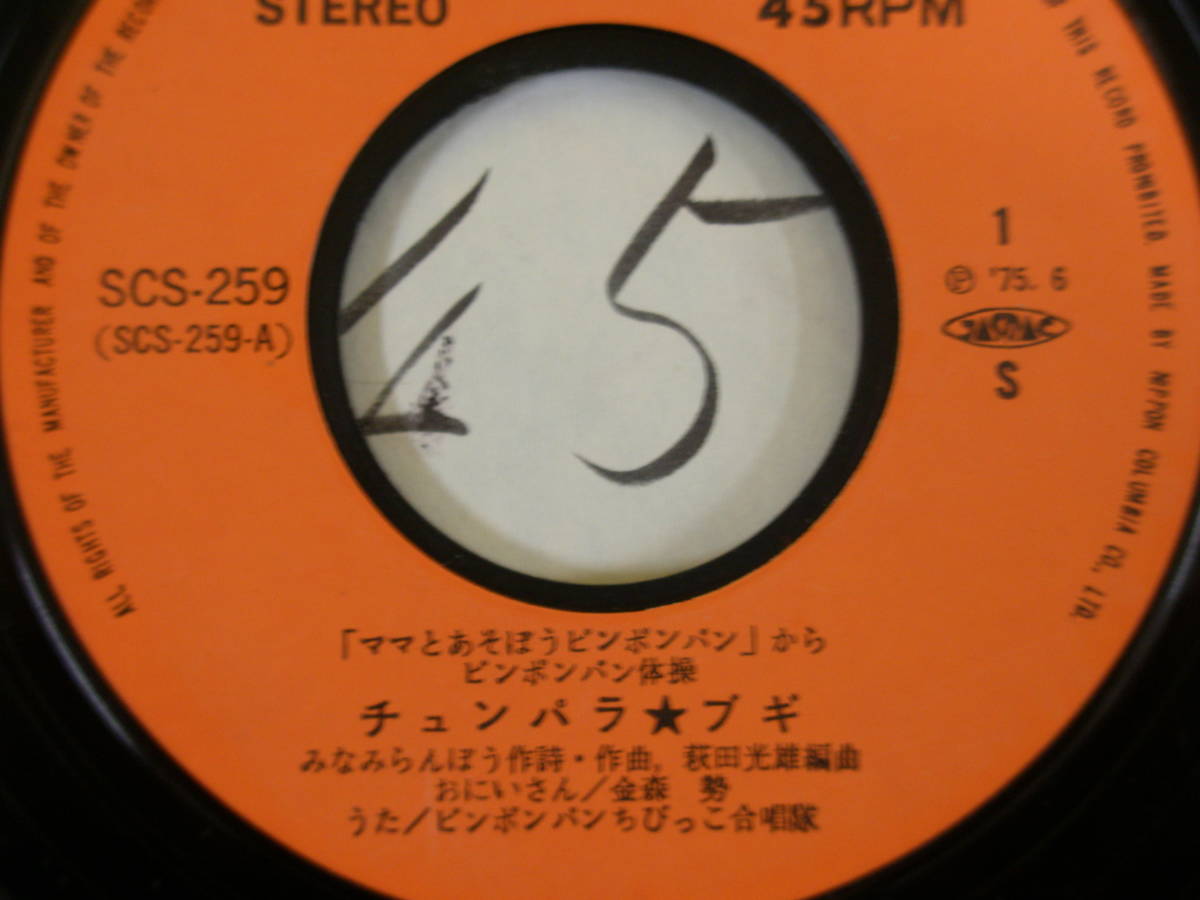 STEREO
45RPM
ALL RIGHTS OF THE MANUFACTURER AND OF THE OWNER OF THE RECOR
THIS RECORD PROHIBITED. MADE BY NIPPON COLUMBIA CO., LTD.
SCS-259
(SCS-259-A)
1
Ⓟ '75. 6
JASRAC
S
45
「ママとあそぼうピンポンパン」から
ピンポンパン体操
チュンパラ★ブギ
みなみらんぼう作詩・作曲, 萩田光雄編曲
おにいさん/金森 勢
うた/ピンポンパンちびっこ合唱隊